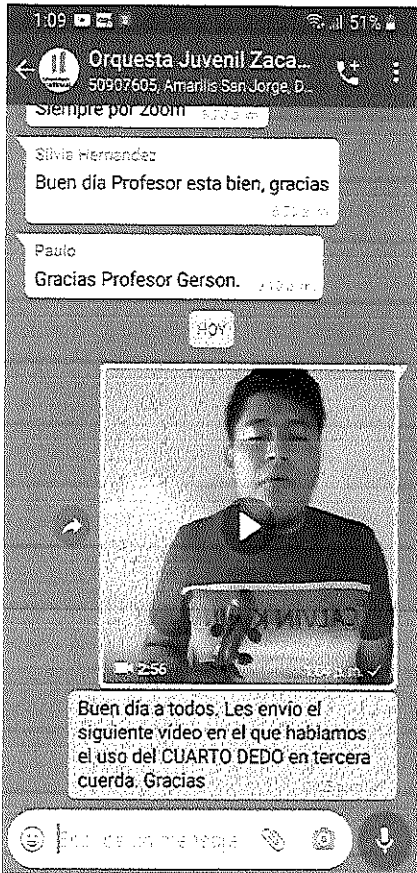 1:09
51%
Orquesta Juvenil Zaca...
50907605, Amarilis San Jorge, D...
Siempre por Zoom
Silvia Hernandez
Buen día Profesor esta bien, gracias
Paulo
Gracias Profesor Gerson.
HOY
CALVIN KLEIN
2:56
Buen día a todos. Les envío el
siguiente video en el que hablamos
el uso del CUARTO DEDO en tercera
cuerda. Gracias